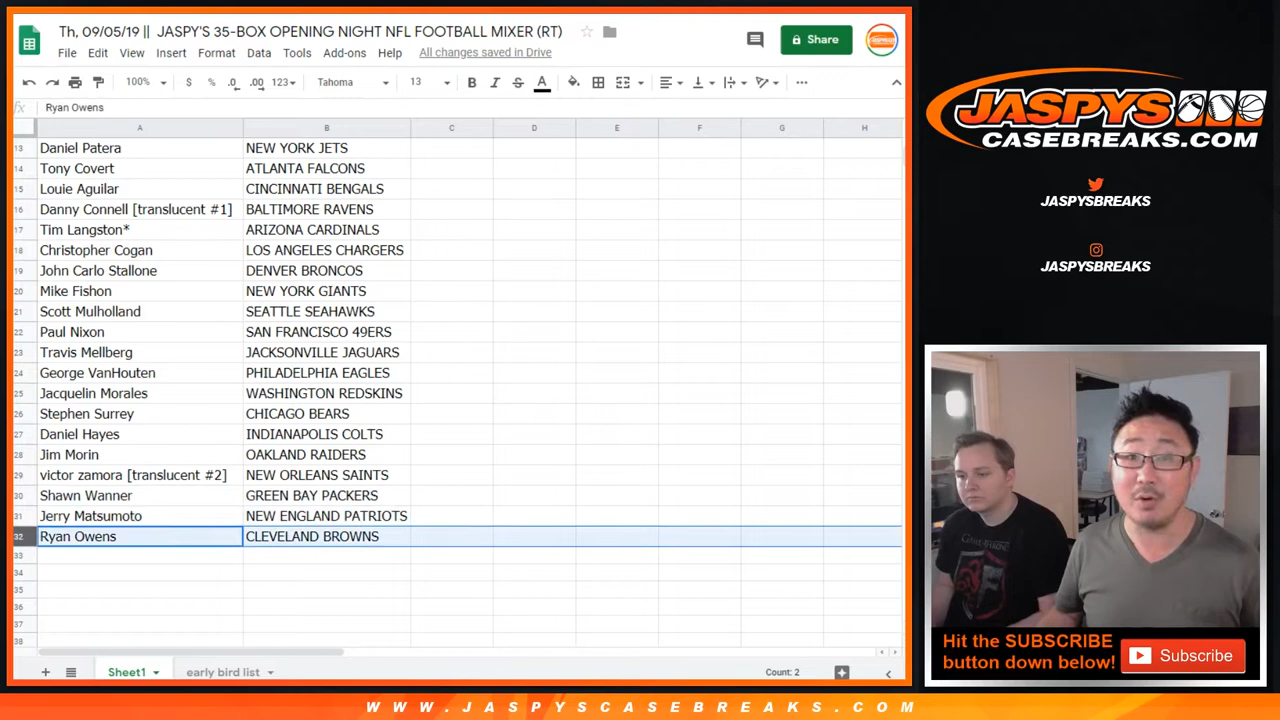 Th, 09/05/19 || JASPY'S 35-BOX OPENING NIGHT NFL FOOTBALL MIXER (RT)
File Edit View Insert Format Data Tools Add-ons Help All changes saved in Drive
Share
100% $ % .0 .00 123 Tahoma 13 B I S A
fx Ryan Owens
A B C D E F G H
13 Daniel Patera NEW YORK JETS
14 Tony Covert ATLANTA FALCONS
15 Louie Aguilar CINCINNATI BENGALS
16 Danny Connell [translucent #1] BALTIMORE RAVENS
17 Tim Langston* ARIZONA CARDINALS
18 Christopher Cogan LOS ANGELES CHARGERS
19 John Carlo Stallone DENVER BRONCOS
20 Mike Fishon NEW YORK GIANTS
21 Scott Mulholland SEATTLE SEAHAWKS
22 Paul Nixon SAN FRANCISCO 49ERS
23 Travis Mellberg JACKSONVILLE JAGUARS
24 George VanHouten PHILADELPHIA EAGLES
25 Jacquelin Morales WASHINGTON REDSKINS
26 Stephen Surrey CHICAGO BEARS
27 Daniel Hayes INDIANAPOLIS COLTS
28 Jim Morin OAKLAND RAIDERS
29 victor zamora [translucent #2] NEW ORLEANS SAINTS
30 Shawn Wanner GREEN BAY PACKERS
31 Jerry Matsumoto NEW ENGLAND PATRIOTS
32 Ryan Owens CLEVELAND BROWNS
33
34
35
36
37
38
Sheet1 early bird list Count: 2
JASPYS
CASEBREAKS.COM
JASPYSBREAKS
JASPYSBREAKS
Hit the SUBSCRIBE
button down below!
Subscribe
WWW.JASPYSCASEBREAKS.COM